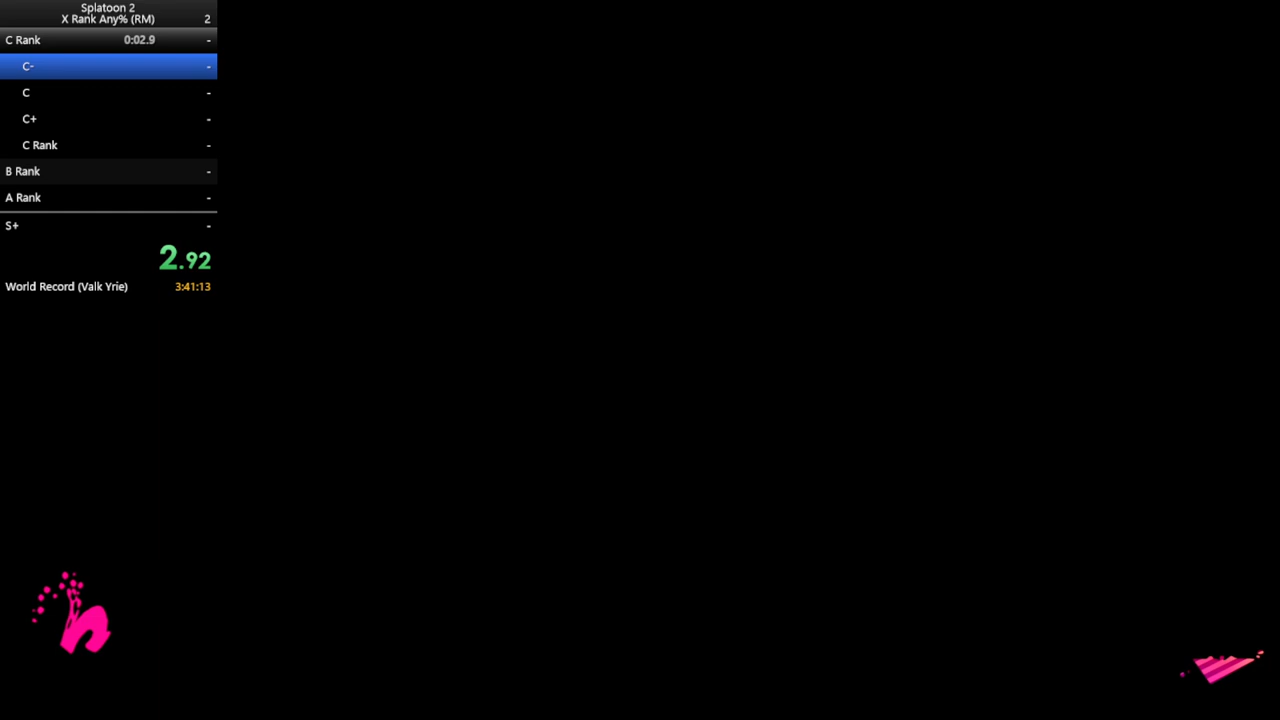 Splatoon 2
X Rank Any% (RM) 2
C Rank 0:02.9 -
C- -
C -
C+ -
C Rank -
B Rank -
A Rank -
S+ -
2.92
World Record (Valk Yrie) 3:41:13